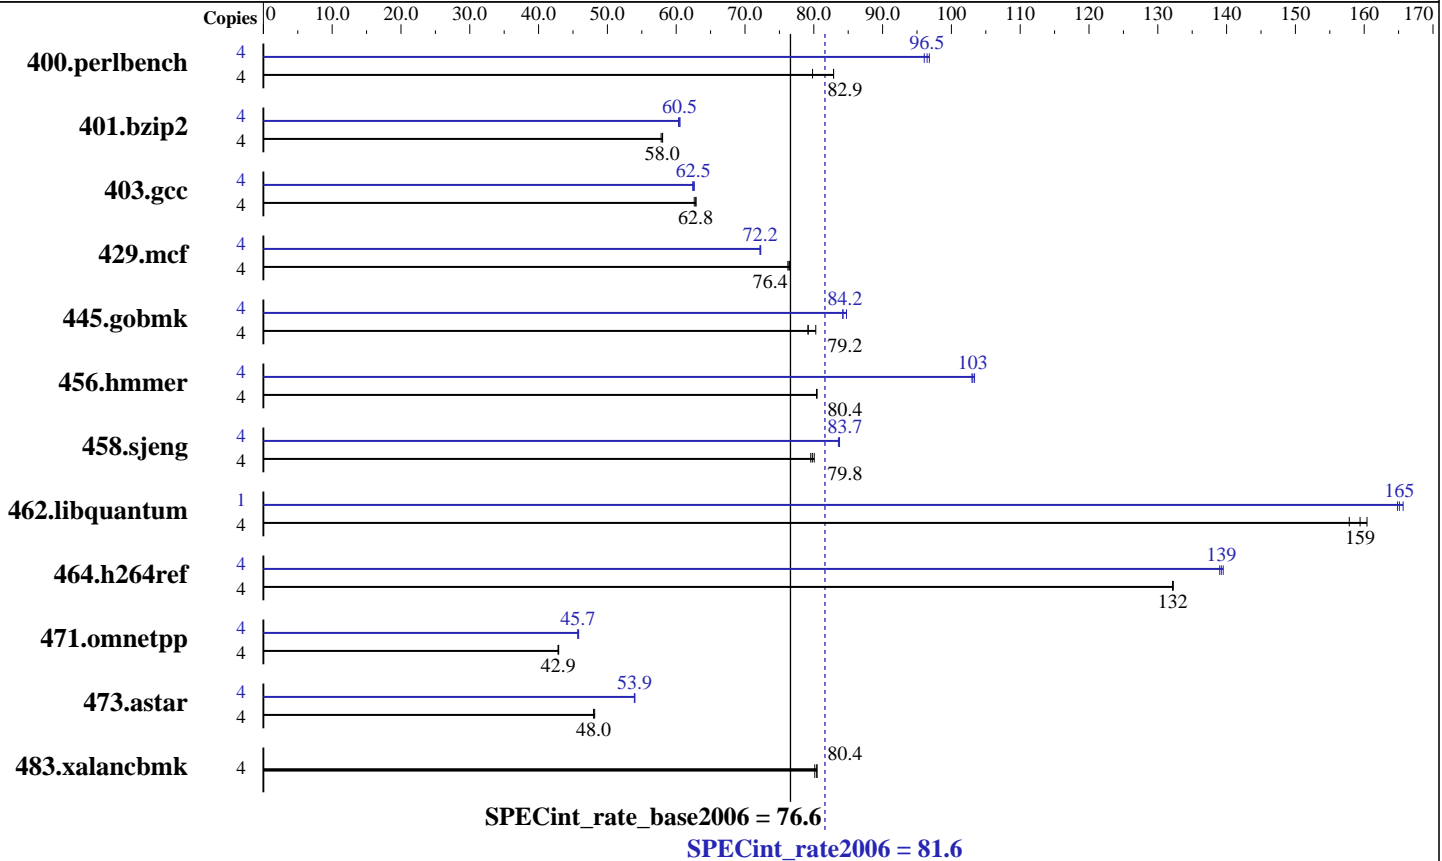 Copies 0 10.0 20.0 30.0 40.0 50.0 60.0 70.0 80.0 90.0 100 110 120 130 140 150 160 170
400.perlbench 4 96.5
4 82.9
401.bzip2 4 60.5
4 58.0
403.gcc 4 62.5
4 62.8
429.mcf 4 72.2
4 76.4
445.gobmk 4 84.2
4 79.2
456.hmmer 4 103
4 80.4
458.sjeng 4 83.7
4 79.8
462.libquantum 1 165
4 159
464.h264ref 4 139
4 132
471.omnetpp 4 45.7
4 42.9
473.astar 4 53.9
4 48.0
483.xalancbmk 4 80.4
SPECint_rate_base2006 = 76.6
SPECint_rate2006 = 81.6